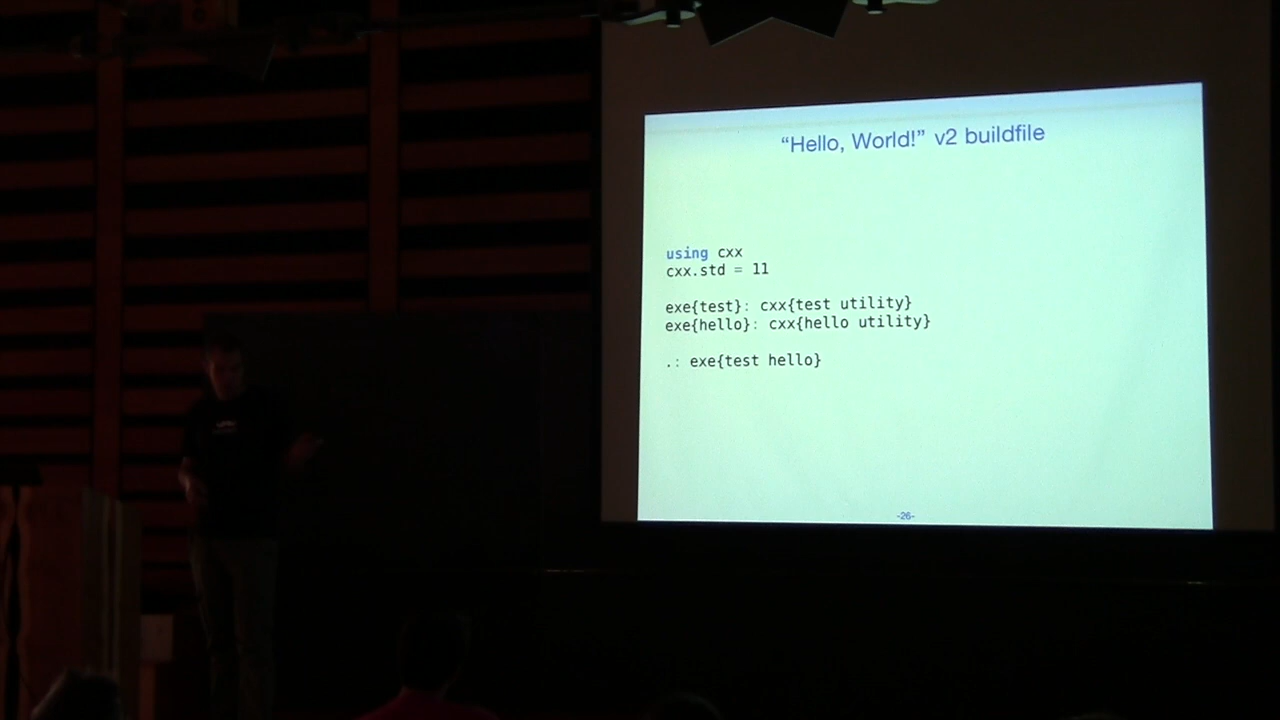 “Hello, World!” v2 buildfile
using cxx
cxx.std = 11
exe{test}: cxx{test utility}
exe{hello}: cxx{hello utility}
.: exe{test hello}
-26-